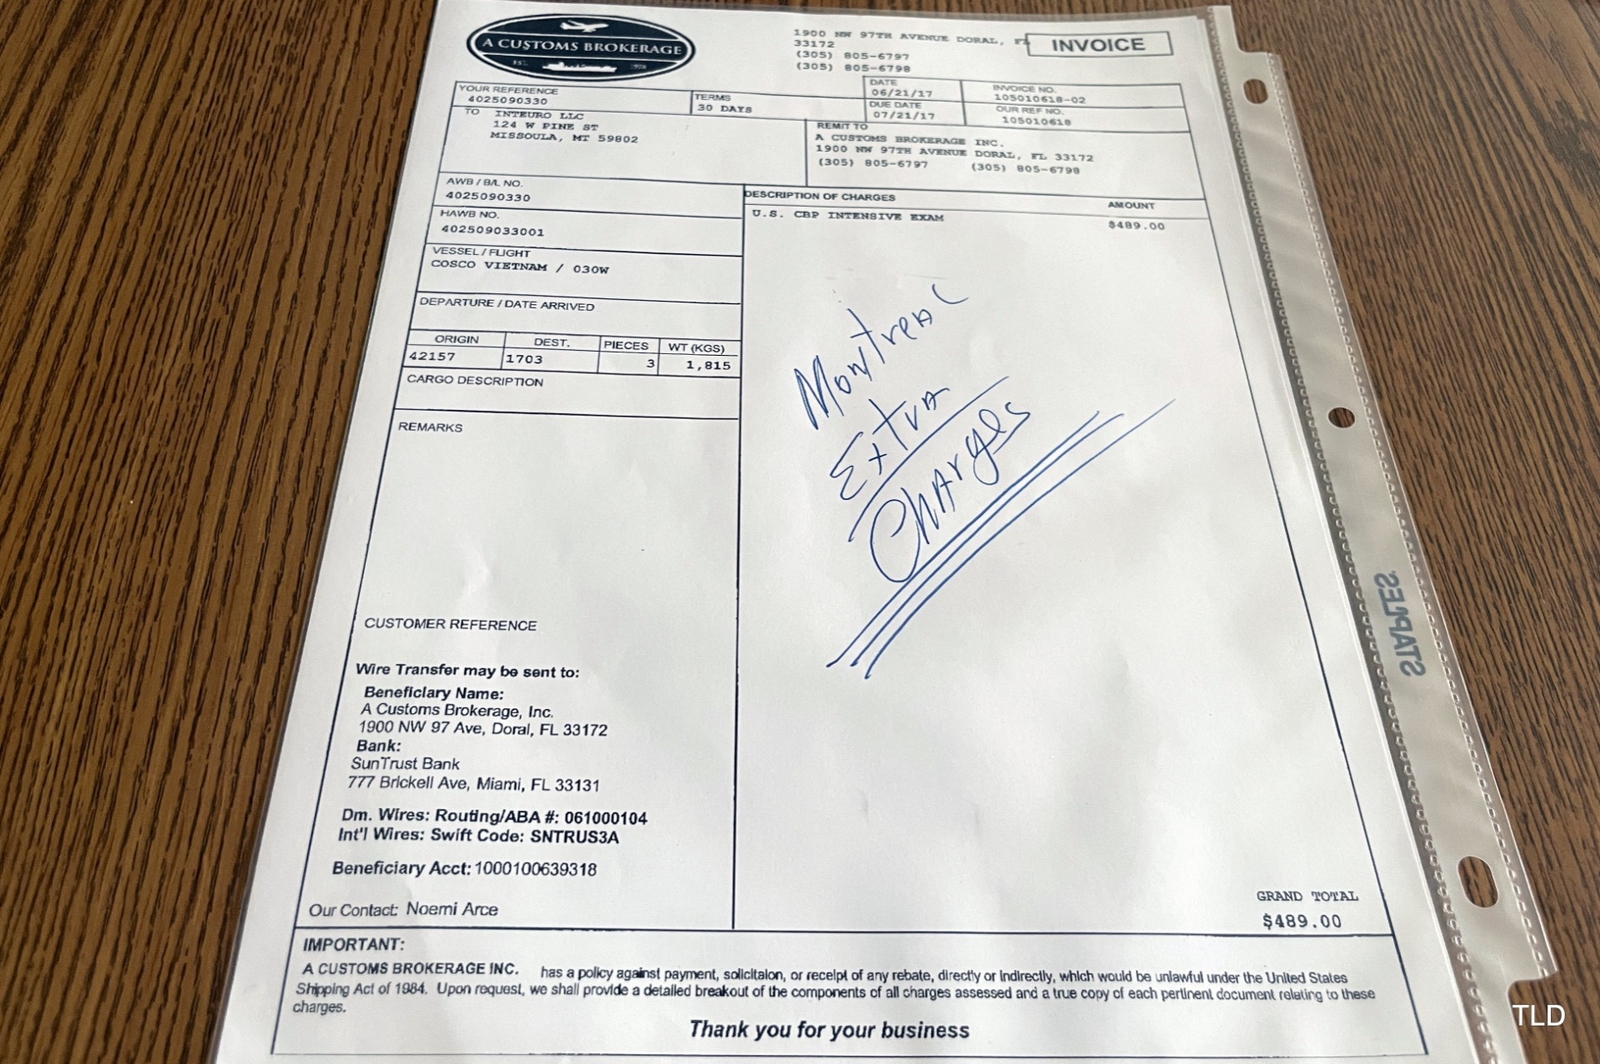 A CUSTOMS BROKERAGE
EST. 1978
1900 NW 97TH AVENUE DORAL, FL
33172
(305) 805-6797
(305) 805-6798
INVOICE
YOUR REFERENCE
4025090330
TERMS
30 DAYS
DATE
06/21/17
INVOICE NO.
105010618-02
DUE DATE
07/21/17
OUR REF NO.
105010618
TO INTEURO LLC
124 W PINE ST
MISSOULA, MT 59802
REMIT TO
A CUSTOMS BROKERAGE INC.
1900 NW 97TH AVENUE DORAL, FL 33172
(305) 805-6797 (305) 805-6798
AWB / B/L NO.
4025090330
HAWB NO.
402509033001
VESSEL / FLIGHT
COSCO VIETNAM / 030W
DEPARTURE / DATE ARRIVED
ORIGIN DEST. PIECES WT (KGS)
42157 1703 3 1,815
CARGO DESCRIPTION
REMARKS
DESCRIPTION OF CHARGES AMOUNT
U.S. CBP INTENSIVE EXAM $489.00
Montreal
Extra
Charges
CUSTOMER REFERENCE
Wire Transfer may be sent to:
Beneficiary Name:
A Customs Brokerage, Inc.
1900 NW 97 Ave, Doral, FL 33172
Bank:
SunTrust Bank
777 Brickell Ave, Miami, FL 33131
Dm. Wires: Routing/ABA #: 061000104
Int'l Wires: Swift Code: SNTRUS3A
Beneficiary Acct: 1000100639318
Our Contact: Noemi Arce
GRAND TOTAL
$489.00
IMPORTANT:
A CUSTOMS BROKERAGE INC. has a policy against payment, solicitaion, or receipt of any rebate, directly or indirectly, which would be unlawful under the United States
Shipping Act of 1984. Upon request, we shall provide a detailed breakout of the components of all charges assessed and a true copy of each pertinent document relating to these
charges.
Thank you for your business
STAPLES
TLD